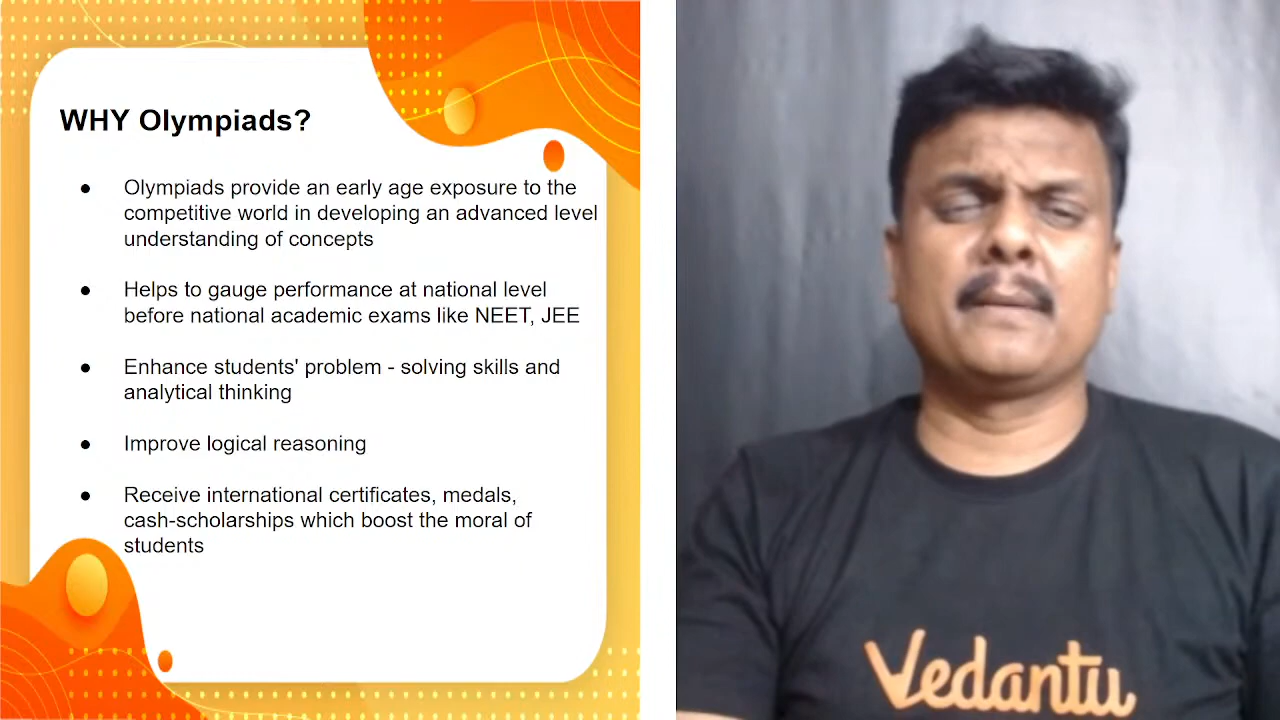 WHY Olympiads?
● Olympiads provide an early age exposure to the
competitive world in developing an advanced level
understanding of concepts
● Helps to gauge performance at national level
before national academic exams like NEET, JEE
● Enhance students' problem - solving skills and
analytical thinking
● Improve logical reasoning
● Receive international certificates, medals,
cash-scholarships which boost the moral of
students
Vedantu